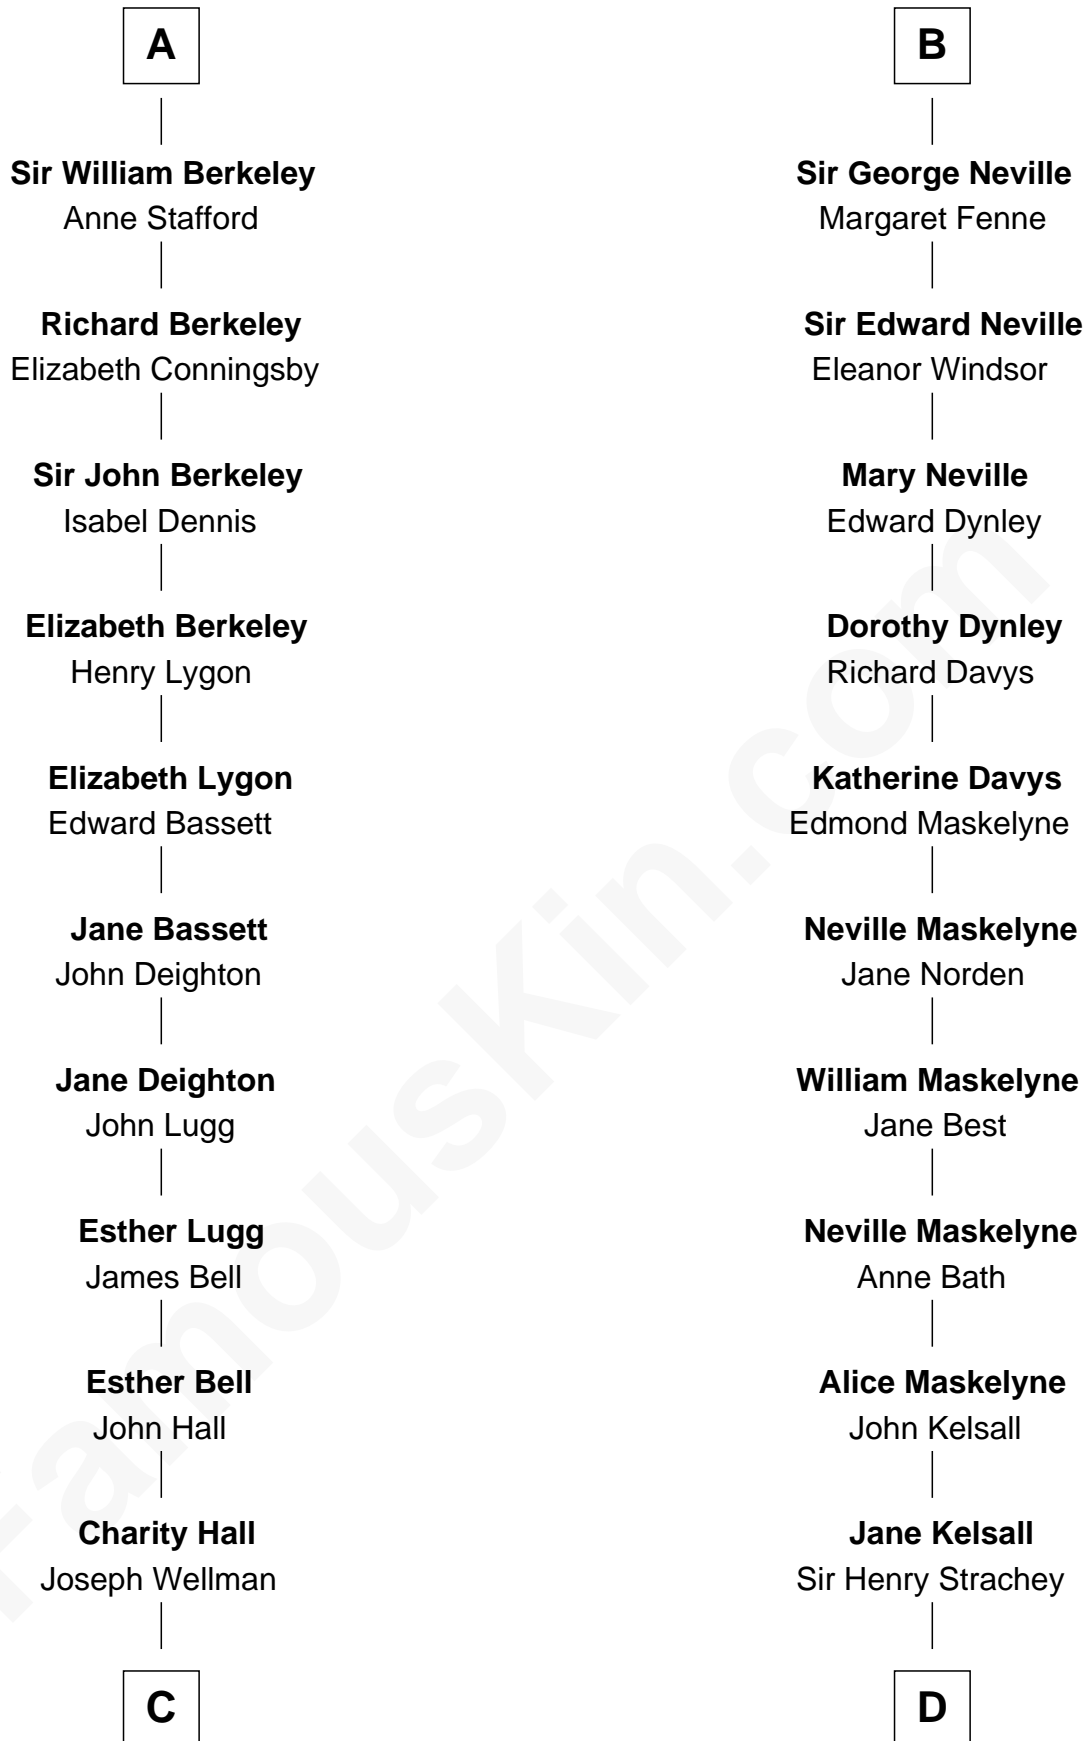 A
Sir William Berkeley
Anne Stafford
Richard Berkeley
Elizabeth Conningsby
Sir John Berkeley
Isabel Dennis
Elizabeth Berkeley
Henry Lygon
Elizabeth Lygon
Edward Bassett
Jane Bassett
John Deighton
Jane Deighton
John Lugg
Esther Lugg
James Bell
Esther Bell
John Hall
Charity Hall
Joseph Wellman
C
B
Sir George Neville
Margaret Fenne
Sir Edward Neville
Eleanor Windsor
Mary Neville
Edward Dynley
Dorothy Dynley
Richard Davys
Katherine Davys
Edmond Maskelyne
Neville Maskelyne
Jane Norden
William Maskelyne
Jane Best
Neville Maskelyne
Anne Bath
Alice Maskelyne
John Kelsall
Jane Kelsall
Sir Henry Strachey
D
FamousKin.com